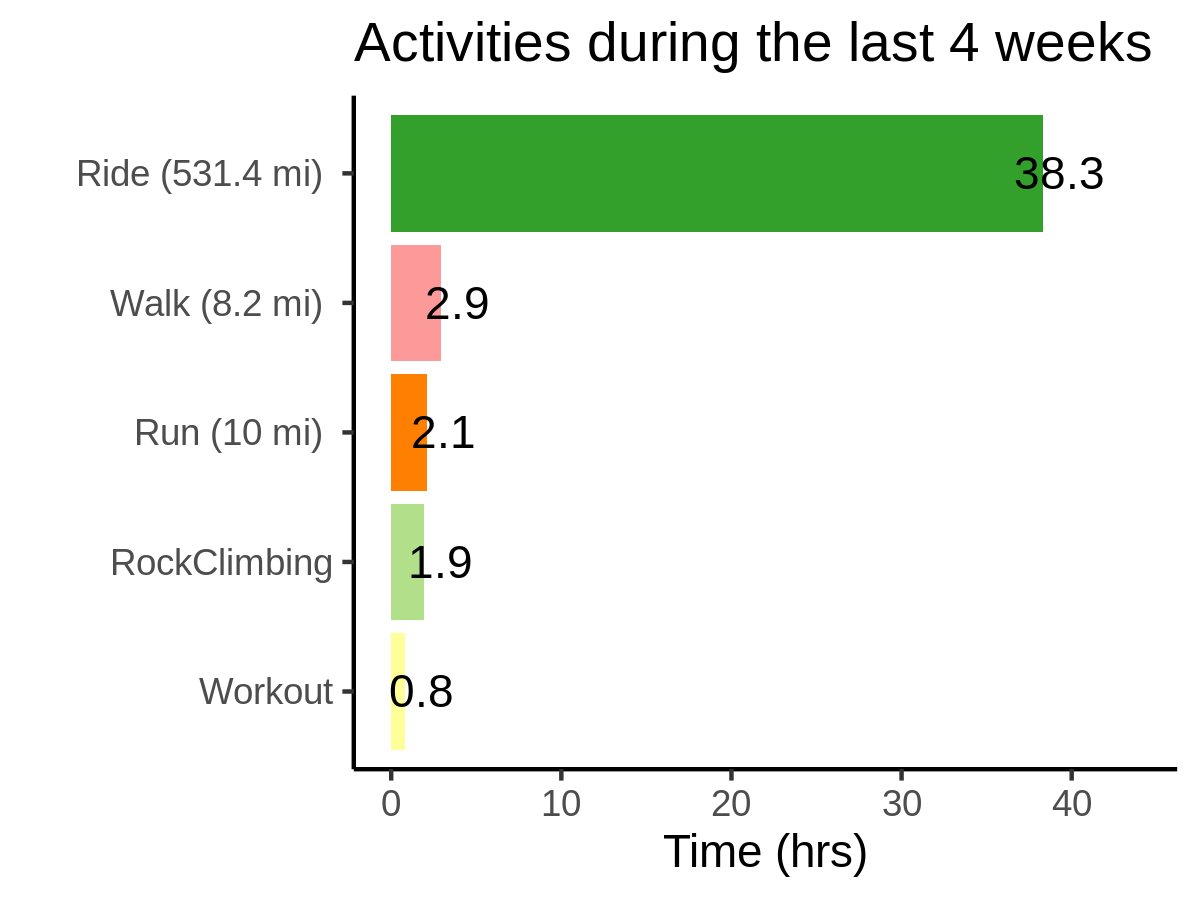 Activities during the last 4 weeks
Ride (531.4 mi)
38.3
Walk (8.2 mi)
2.9
Run (10 mi)
2.1
RockClimbing
1.9
Workout
0.8
0 10 20 30 40
Time (hrs)